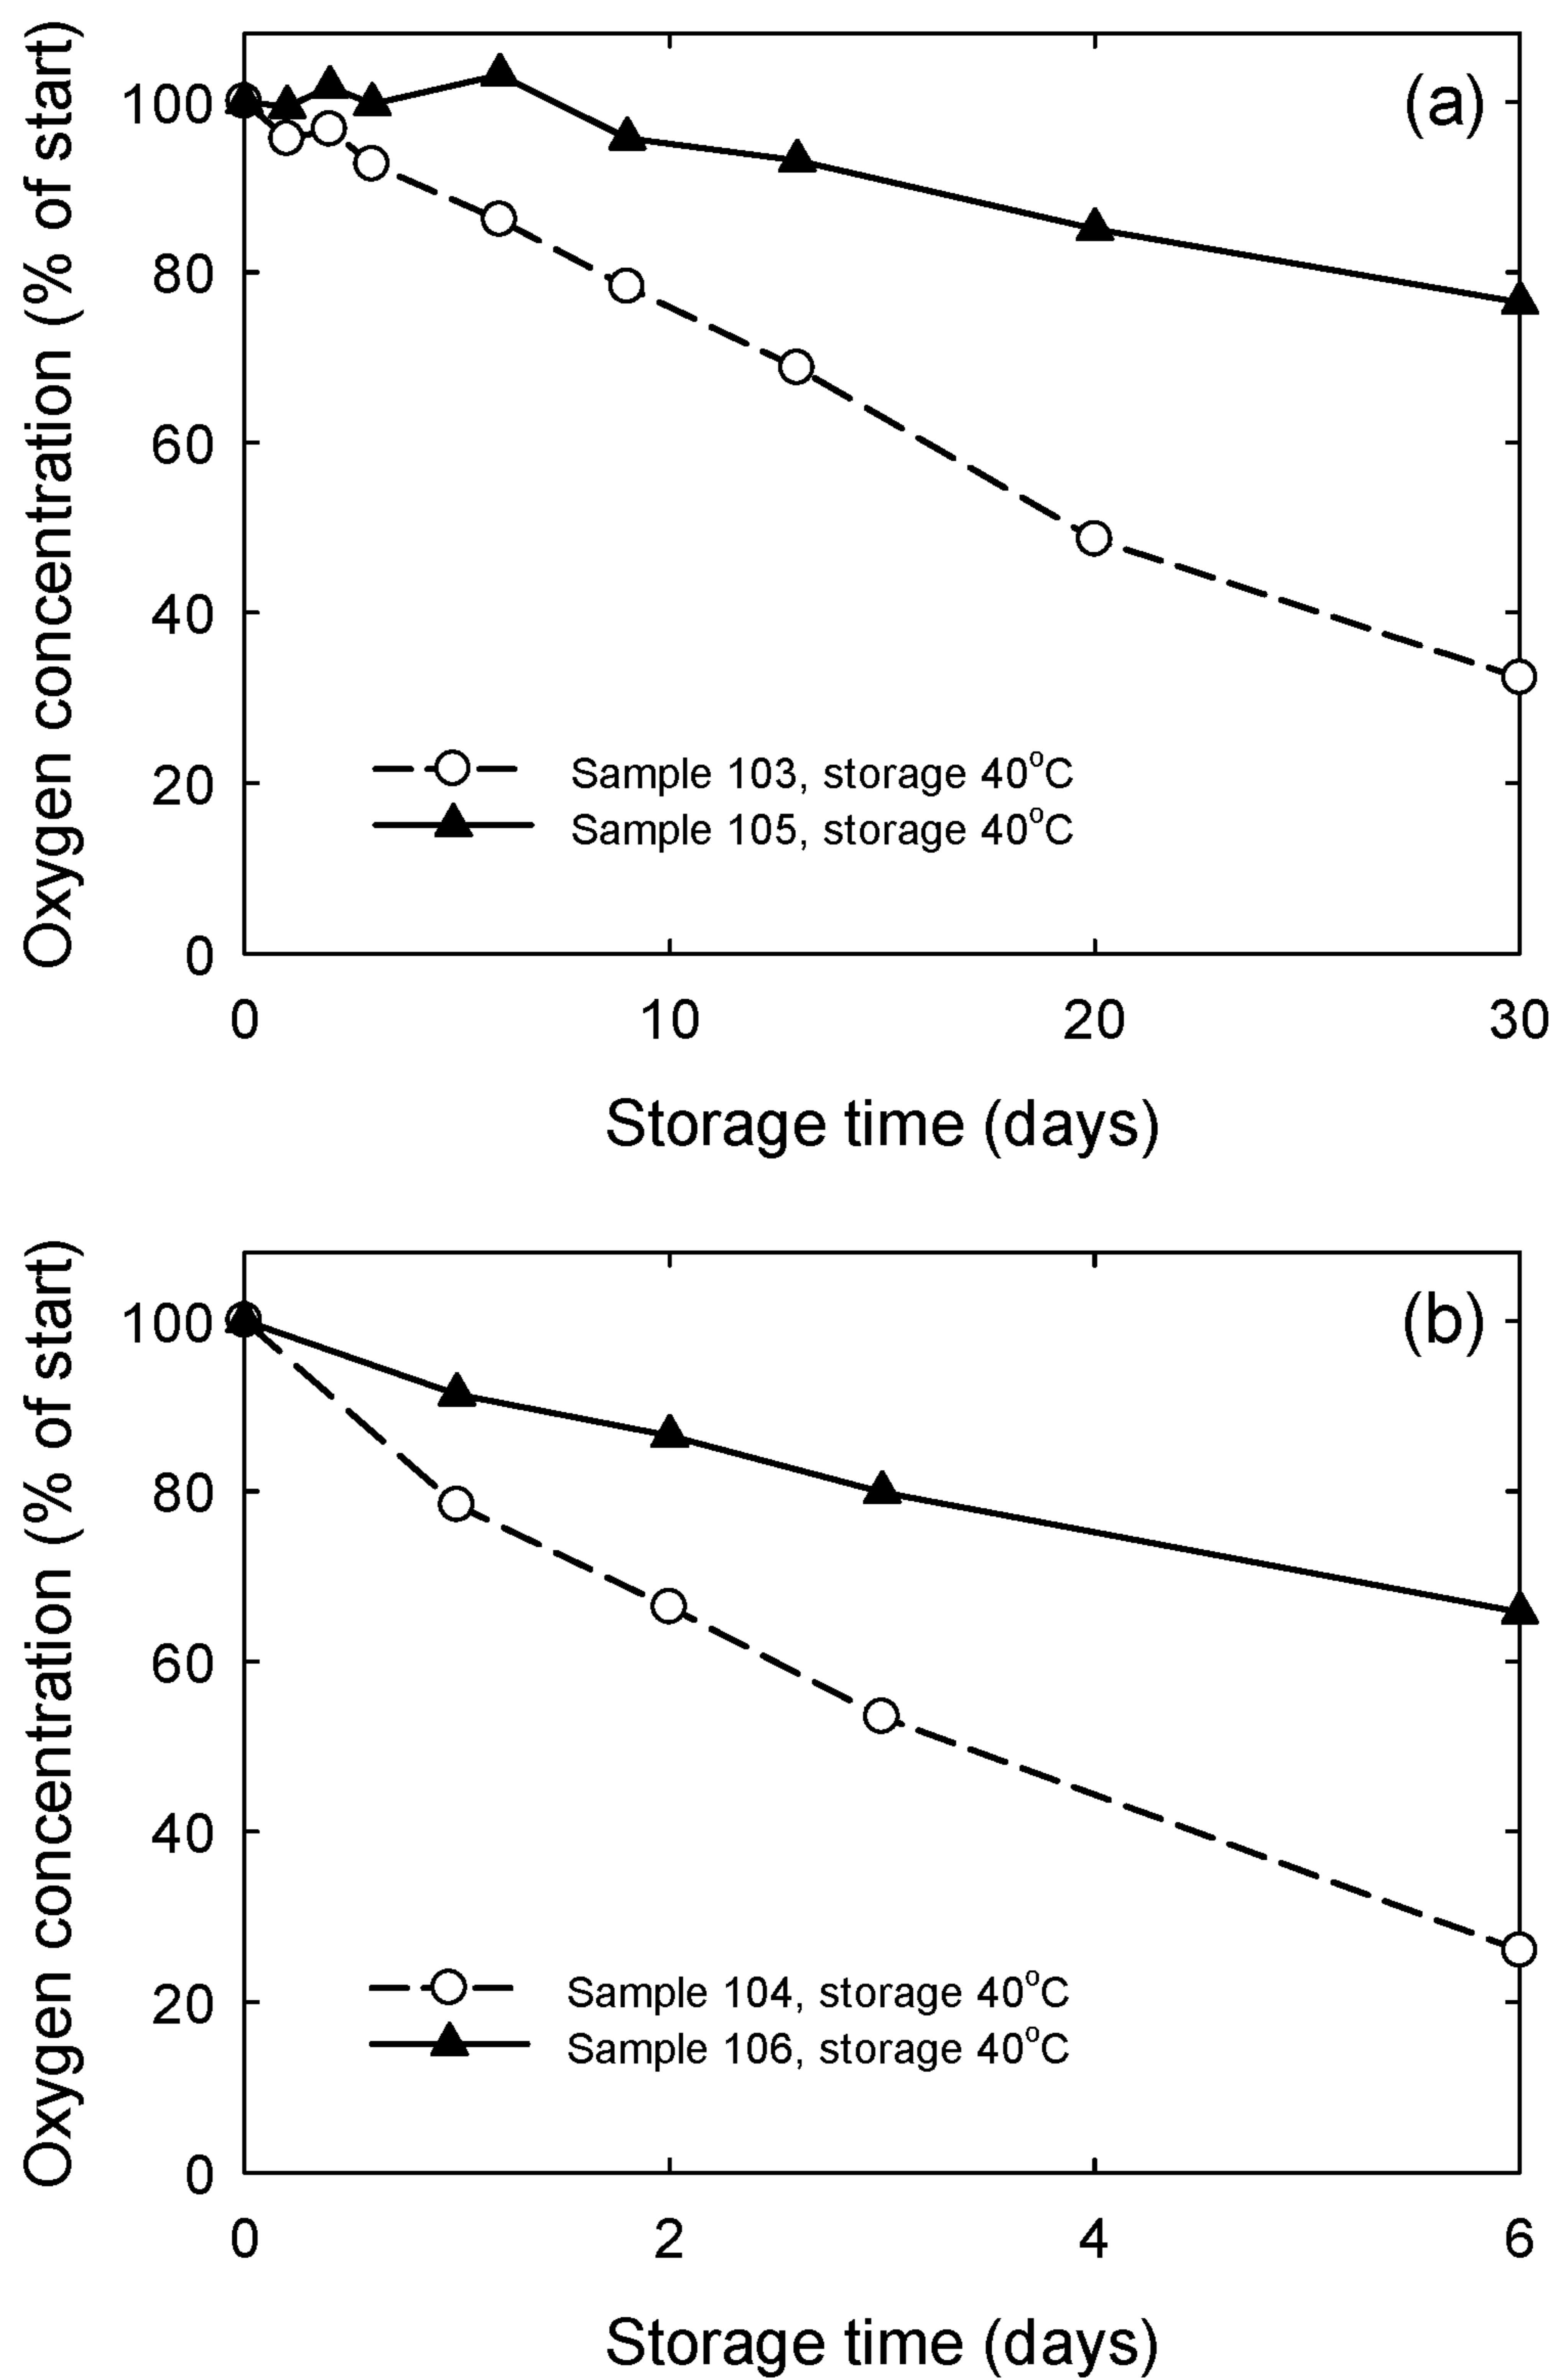 Oxygen concentration (% of start)
(a)
100
80
60
40
20
0
Sample 103, storage 40°C
Sample 105, storage 40°C
0 10 20 30
Storage time (days)
Oxygen concentration (% of start)
(b)
100
80
60
40
20
0
Sample 104, storage 40°C
Sample 106, storage 40°C
0 2 4 6
Storage time (days)